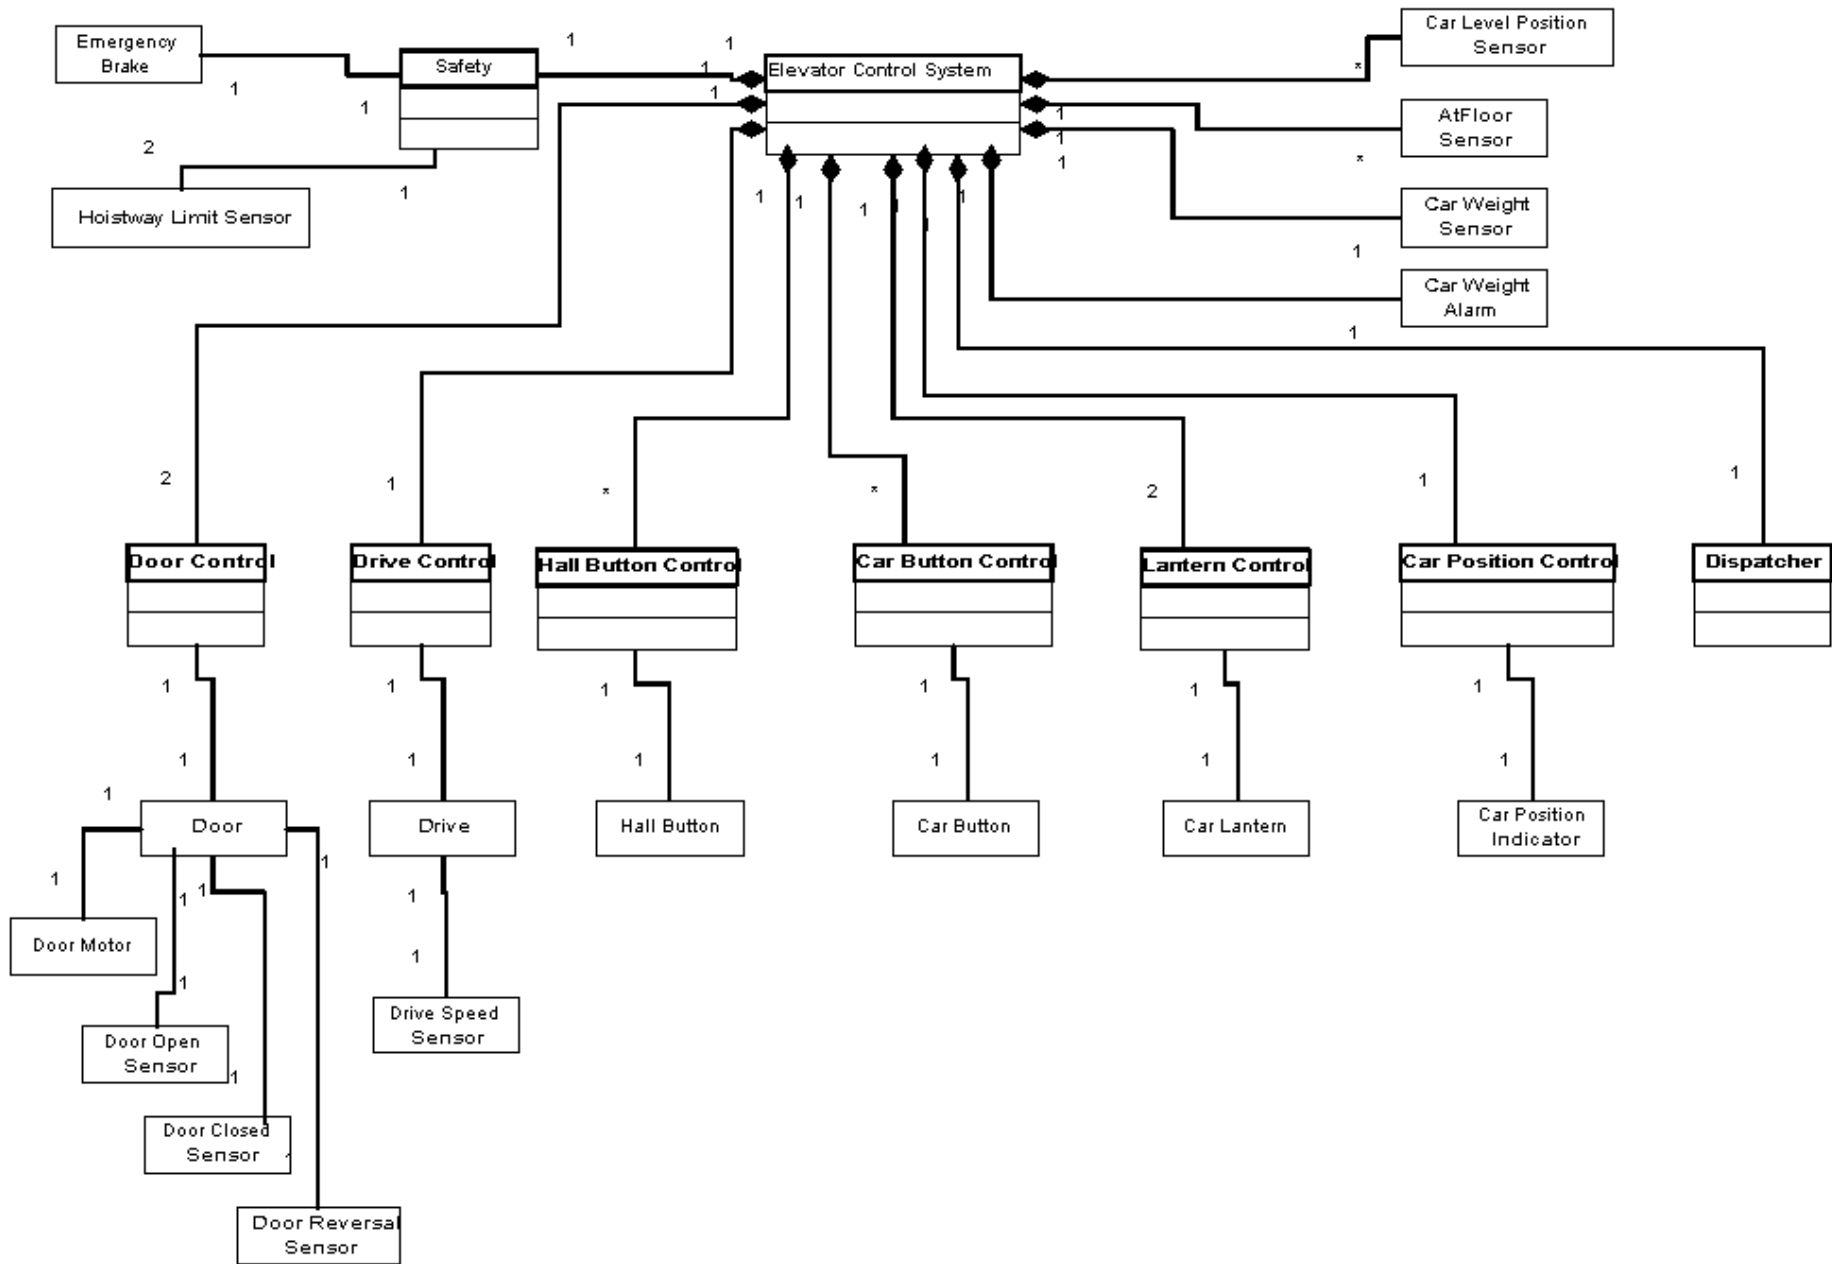 Emergency
Brake
1
Safety
1
1
1
1
Elevator Control System
Car Level Position
Sensor
*
1
1
1
1
AtFloor
Sensor
*
2
Hoistway Limit Sensor
1
1
1
1
1
Car Weight
Sensor
1
Car Weight
Alarm
1
2
1
*
*
2
1
1
Door Control
Drive Control
Hall Button Control
Car Button Control
Lantern Control
Car Position Control
Dispatcher
1
1
1
1
1
1
1
1
1
1
1
1
1
Door
Drive
Hall Button
Car Button
Car Lantern
Car Position
Indicator
1
1
1
1
1
Door Motor
1
1
Door Open
Sensor
1
Drive Speed
Sensor
Door Closed
Sensor
Door Reversal
Sensor